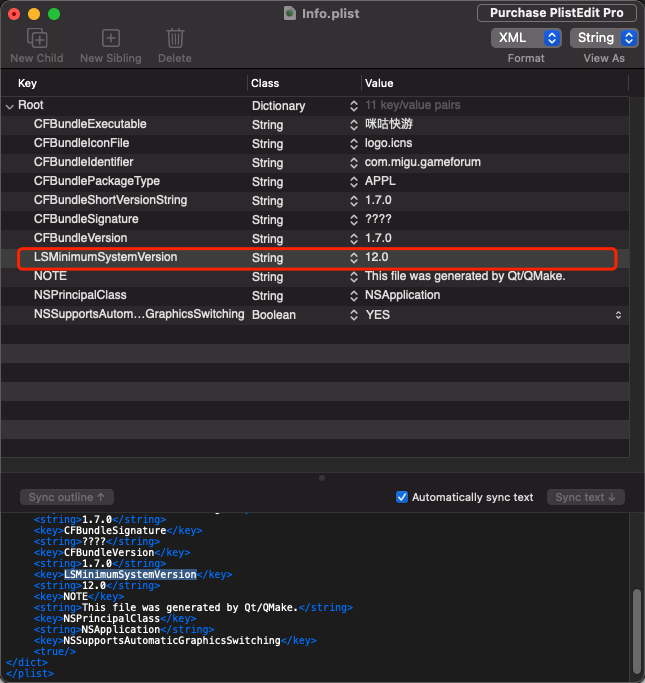 Info.plist
Purchase PlistEdit Pro
New Child New Sibling Delete
XML String
Format View As
Key Class Value
Root Dictionary 11 key/value pairs
CFBundleExecutable String 咪咕快游
CFBundleIconFile String logo.icns
CFBundleIdentifier String com.migu.gameforum
CFBundlePackageType String APPL
CFBundleShortVersionString String 1.7.0
CFBundleSignature String ????
CFBundleVersion String 1.7.0
LSMinimumSystemVersion String 12.0
NOTE String This file was generated by Qt/QMake.
NSPrincipalClass String NSApplication
NSSupportsAutom...GraphicsSwitching Boolean YES
Sync outline ↑ Automatically sync text Sync text ↓
<string>1.7.0</string>
<key>CFBundleSignature</key>
<string>????</string>
<key>CFBundleVersion</key>
<string>1.7.0</string>
<key>LSMinimumSystemVersion</key>
<string>12.0</string>
<key>NOTE</key>
<string>This file was generated by Qt/QMake.</string>
<key>NSPrincipalClass</key>
<string>NSApplication</string>
<key>NSSupportsAutomaticGraphicsSwitching</key>
<true/>
</dict>
</plist>